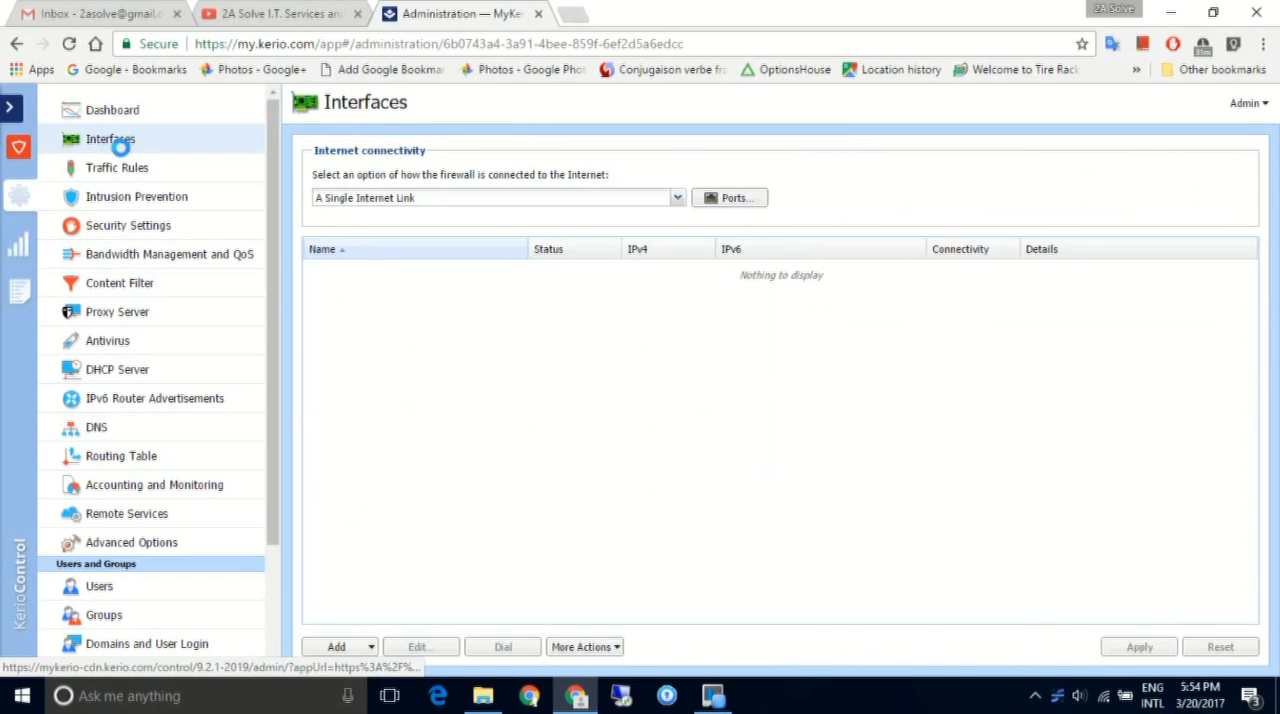 Inbox - 2asolve@gmail.c
2A Solve I.T. Services an
Administration — MyKer
2A Solve
Secure
https://my.kerio.com/app#/administration/6b0743a4-3a91-4bee-859f-6ef2d5a6edcc
31m
Apps
Google - Bookmarks
Photos - Google+
Add Google Bookmar
Photos - Google Phot
Conjugaison verbe fra
OptionsHouse
Location history
Welcome to Tire Rack
»
Other bookmarks
Dashboard
Interfaces
Traffic Rules
Intrusion Prevention
Security Settings
Bandwidth Management and QoS
Content Filter
Proxy Server
Antivirus
DHCP Server
IPv6 Router Advertisements
DNS
Routing Table
Accounting and Monitoring
Remote Services
Advanced Options
Users and Groups
Users
Groups
Domains and User Login
KerioControl
Interfaces
Admin
Internet connectivity
Select an option of how the firewall is connected to the Internet:
A Single Internet Link
Ports...
Name
Status
IPv4
IPv6
Connectivity
Details
Nothing to display
Add
Edit...
Dial
More Actions
Apply
Reset
https://mykerio-cdn.kerio.com/control/9.2.1-2019/admin/?appUrl=https%3A%2F%...
Ask me anything
ENG
INTL
5:54 PM
3/20/2017
3